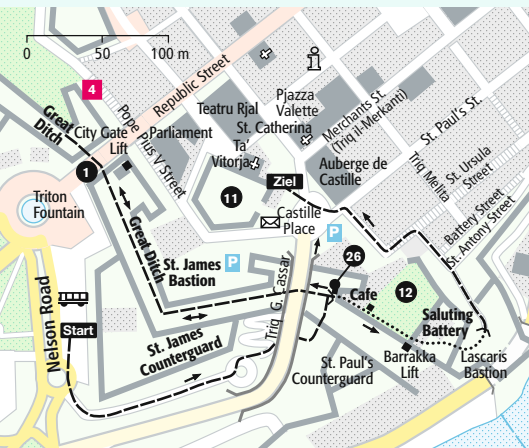 0 50 100 m
4
Republic Street
Great
Ditch
City Gate
Lift
Pope Pius V Street
Parliament
Teatru Rjal
Pjazza
Valette
St. Catherina
Ta'
Vitorja
Merchants St.
(Triq il-Merkanti)
St. Paul's St.
Auberge de
Castille
Triq Melita
St. Ursula
Street
Battery Street
St. Antony Street
1
Triton
Fountain
11
Ziel
Castille
Place
P
Great Ditch
St. James
Bastion
P
26
12
Cafe
Saluting
Battery
Nelson Road
Start
St. James
Counterguard
Triq G. Cassar
St. Paul's
Counterguard
Barrakka
Lift
Lascaris
Bastion